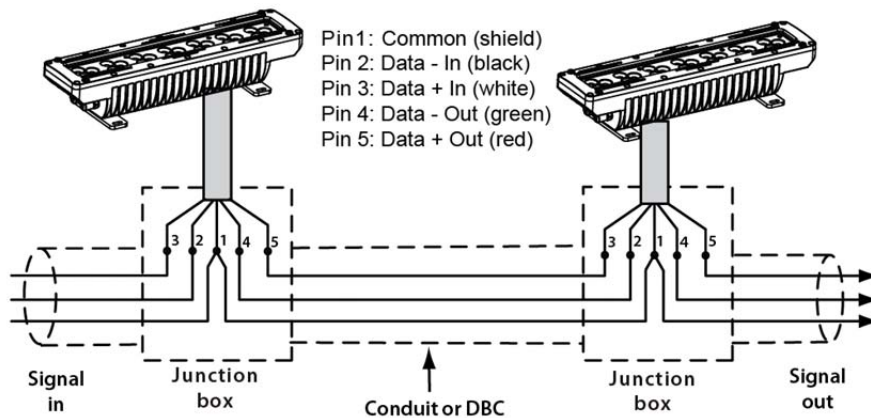 Pin1: Common (shield)
Pin 2: Data - In (black)
Pin 3: Data + In (white)
Pin 4: Data - Out (green)
Pin 5: Data + Out (red)
3 2 1 4 5
3 2 1 4 5
Signal
in
Junction
box
Conduit or DBC
Junction
box
Signal
out